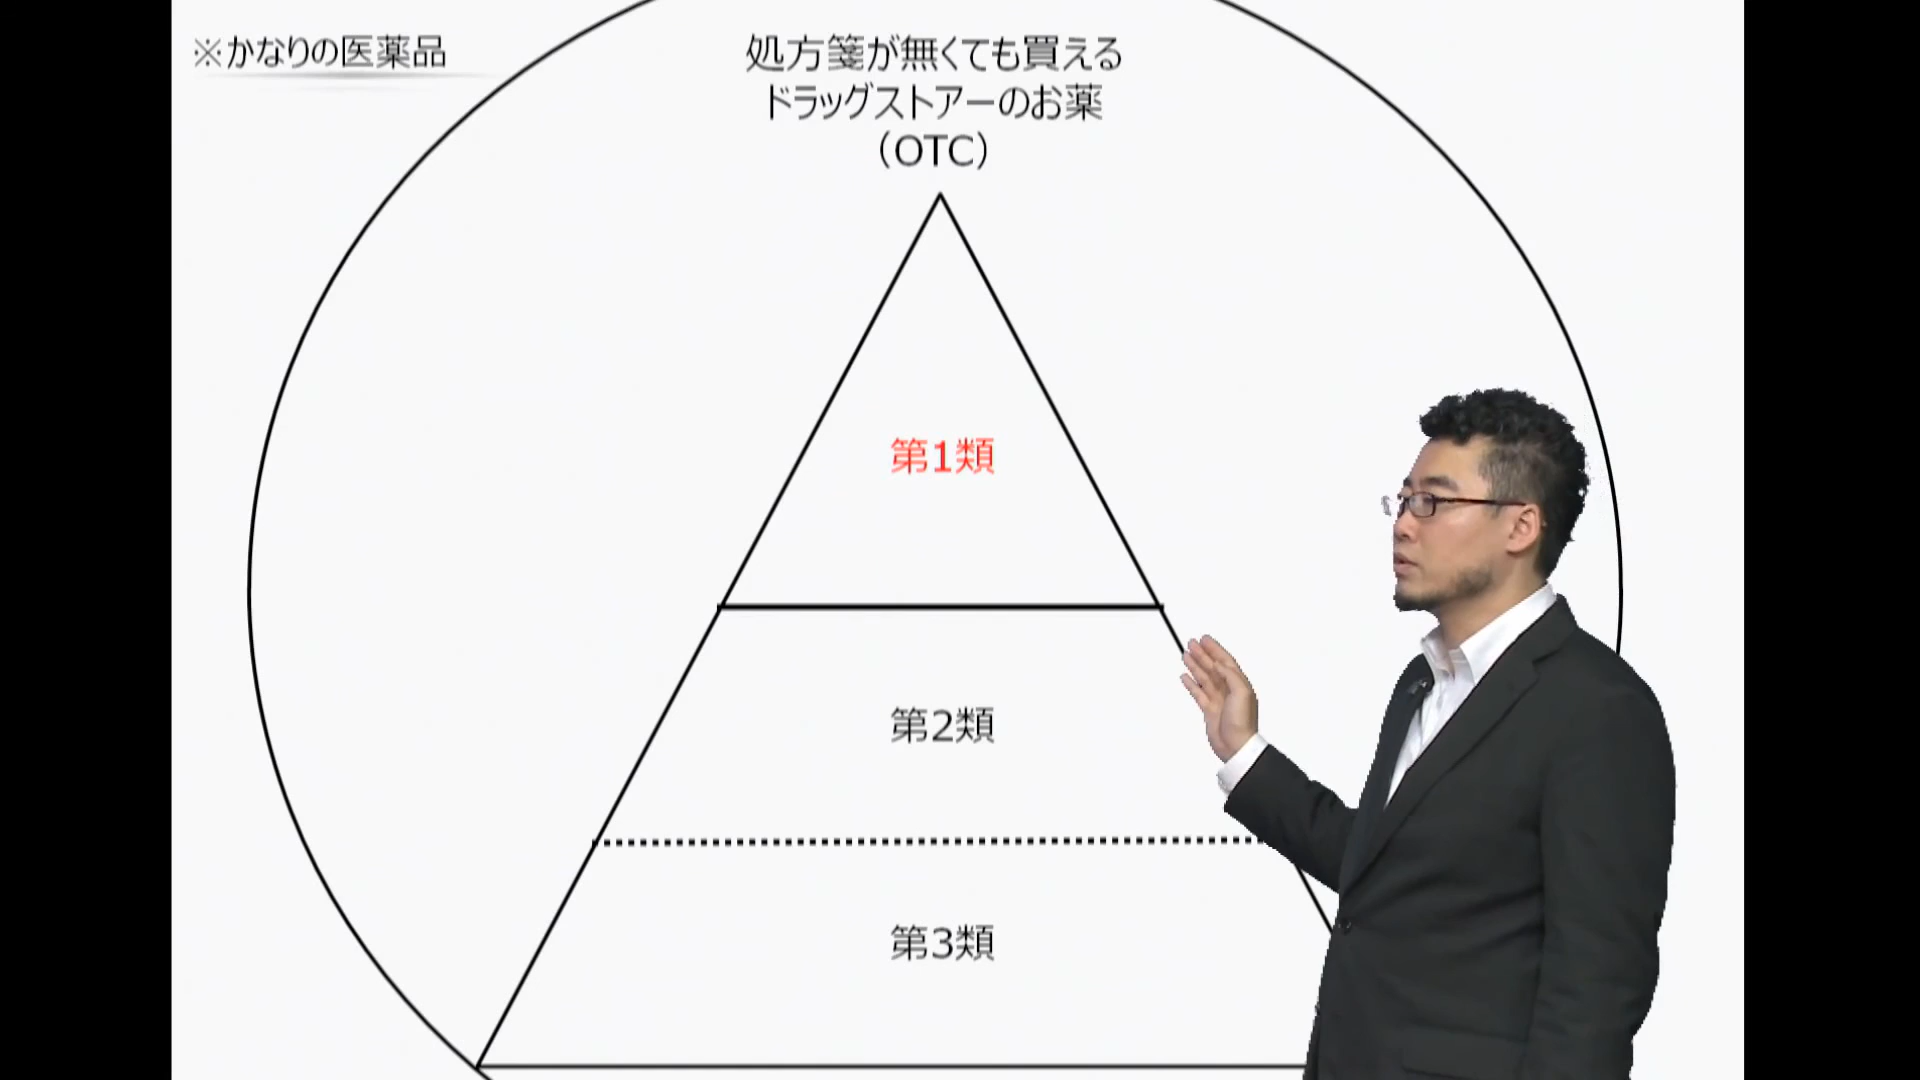 ※かなりの医薬品
処方箋が無くても買える
ドラッグストアーのお薬
（OTC）
第1類
第2類
第3類